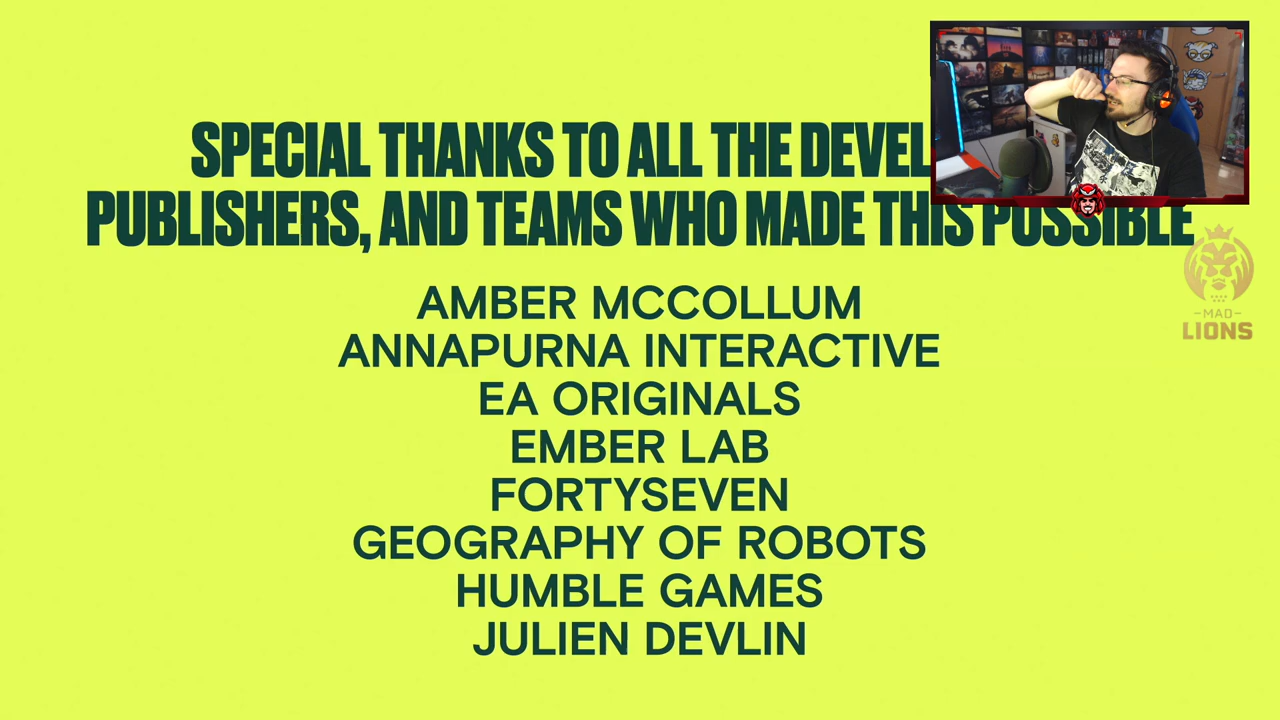 SPECIAL THANKS TO ALL THE DEVEL
PUBLISHERS, AND TEAMS WHO MADE THIS POSSIBLE
AMBER MCCOLLUM
ANNAPURNA INTERACTIVE
EA ORIGINALS
EMBER LAB
FORTYSEVEN
GEOGRAPHY OF ROBOTS
HUMBLE GAMES
JULIEN DEVLIN
–MAD–
LIONS